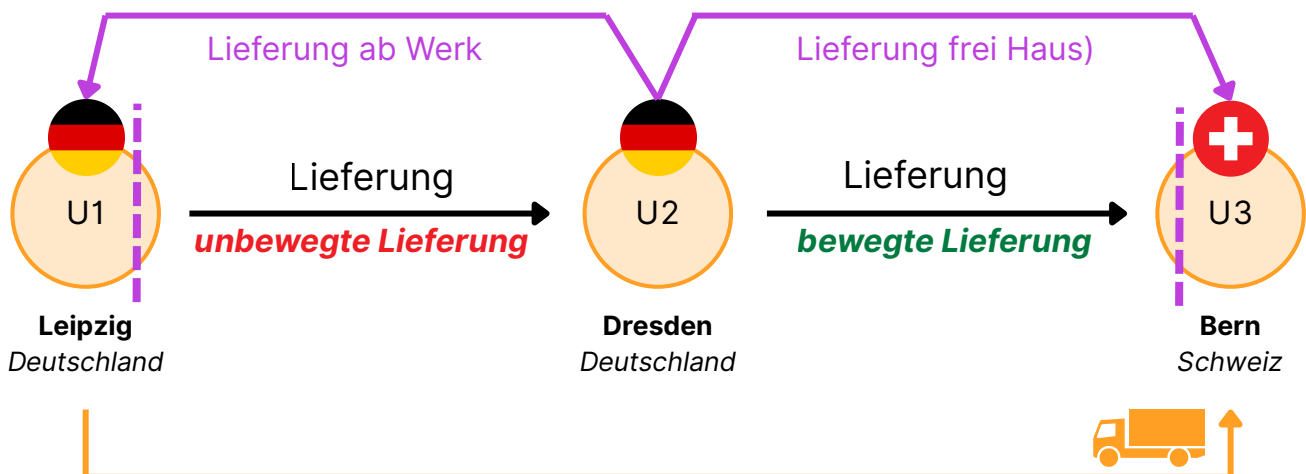 Lieferung ab Werk
Lieferung frei Haus)
Lieferung
Lieferung
U1
U2
U3
unbewegte Lieferung
bewegte Lieferung
Leipzig
Dresden
Bern
Deutschland
Deutschland
Schweiz